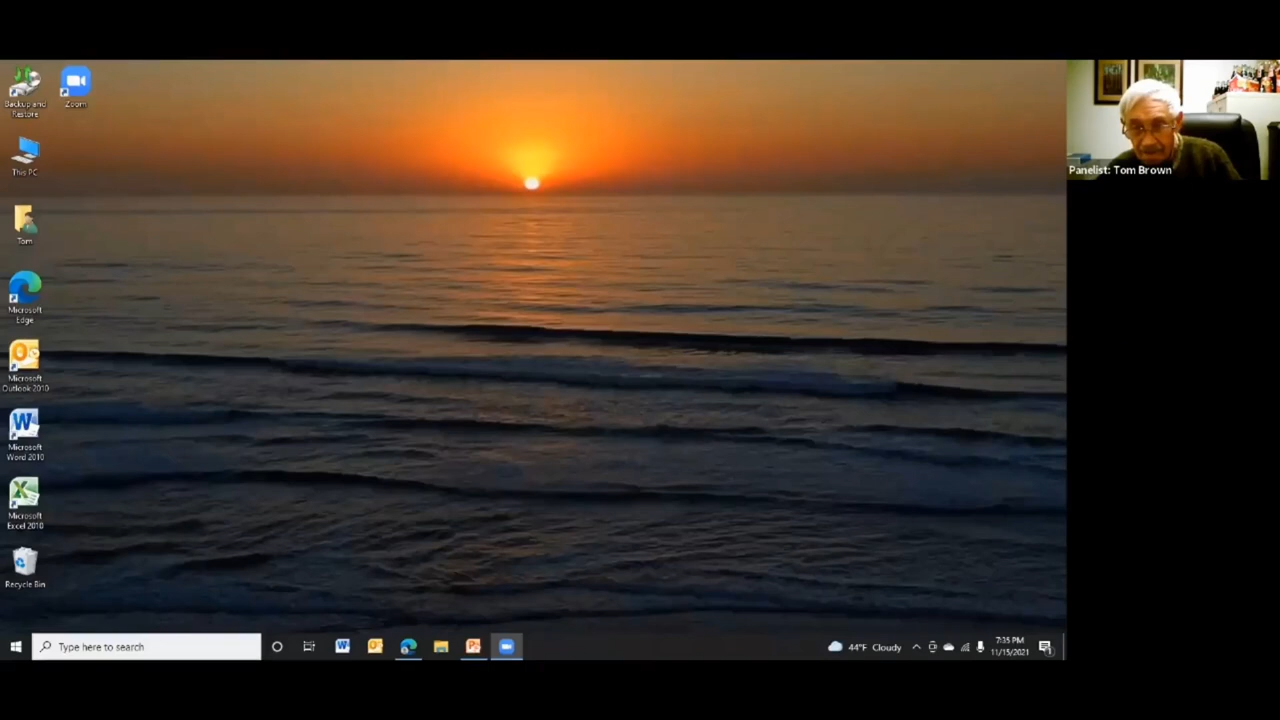 Backup and
Restore
Zoom
This PC
Tom
Microsoft
Edge
Microsoft
Outlook 2010
Microsoft
Word 2010
Microsoft
Excel 2010
Recycle Bin
Panelist: Tom Brown
Type here to search
44°F Cloudy
7:35 PM
11/15/2021